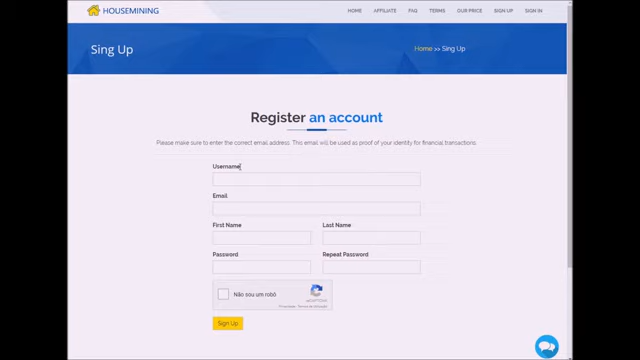 HOUSEMINING
HOME AFFILIATE FAQ TERMS OUR PRICE SIGN UP SIGN IN
Sing Up
Home >> Sing Up
Register an account
Please make sure to enter the correct email address. This email will be used as proof of your identity for financial transactions.
Username
Email
First Name Last Name
Password Repeat Password
Não sou um robô
reCAPTCHA
Sign Up